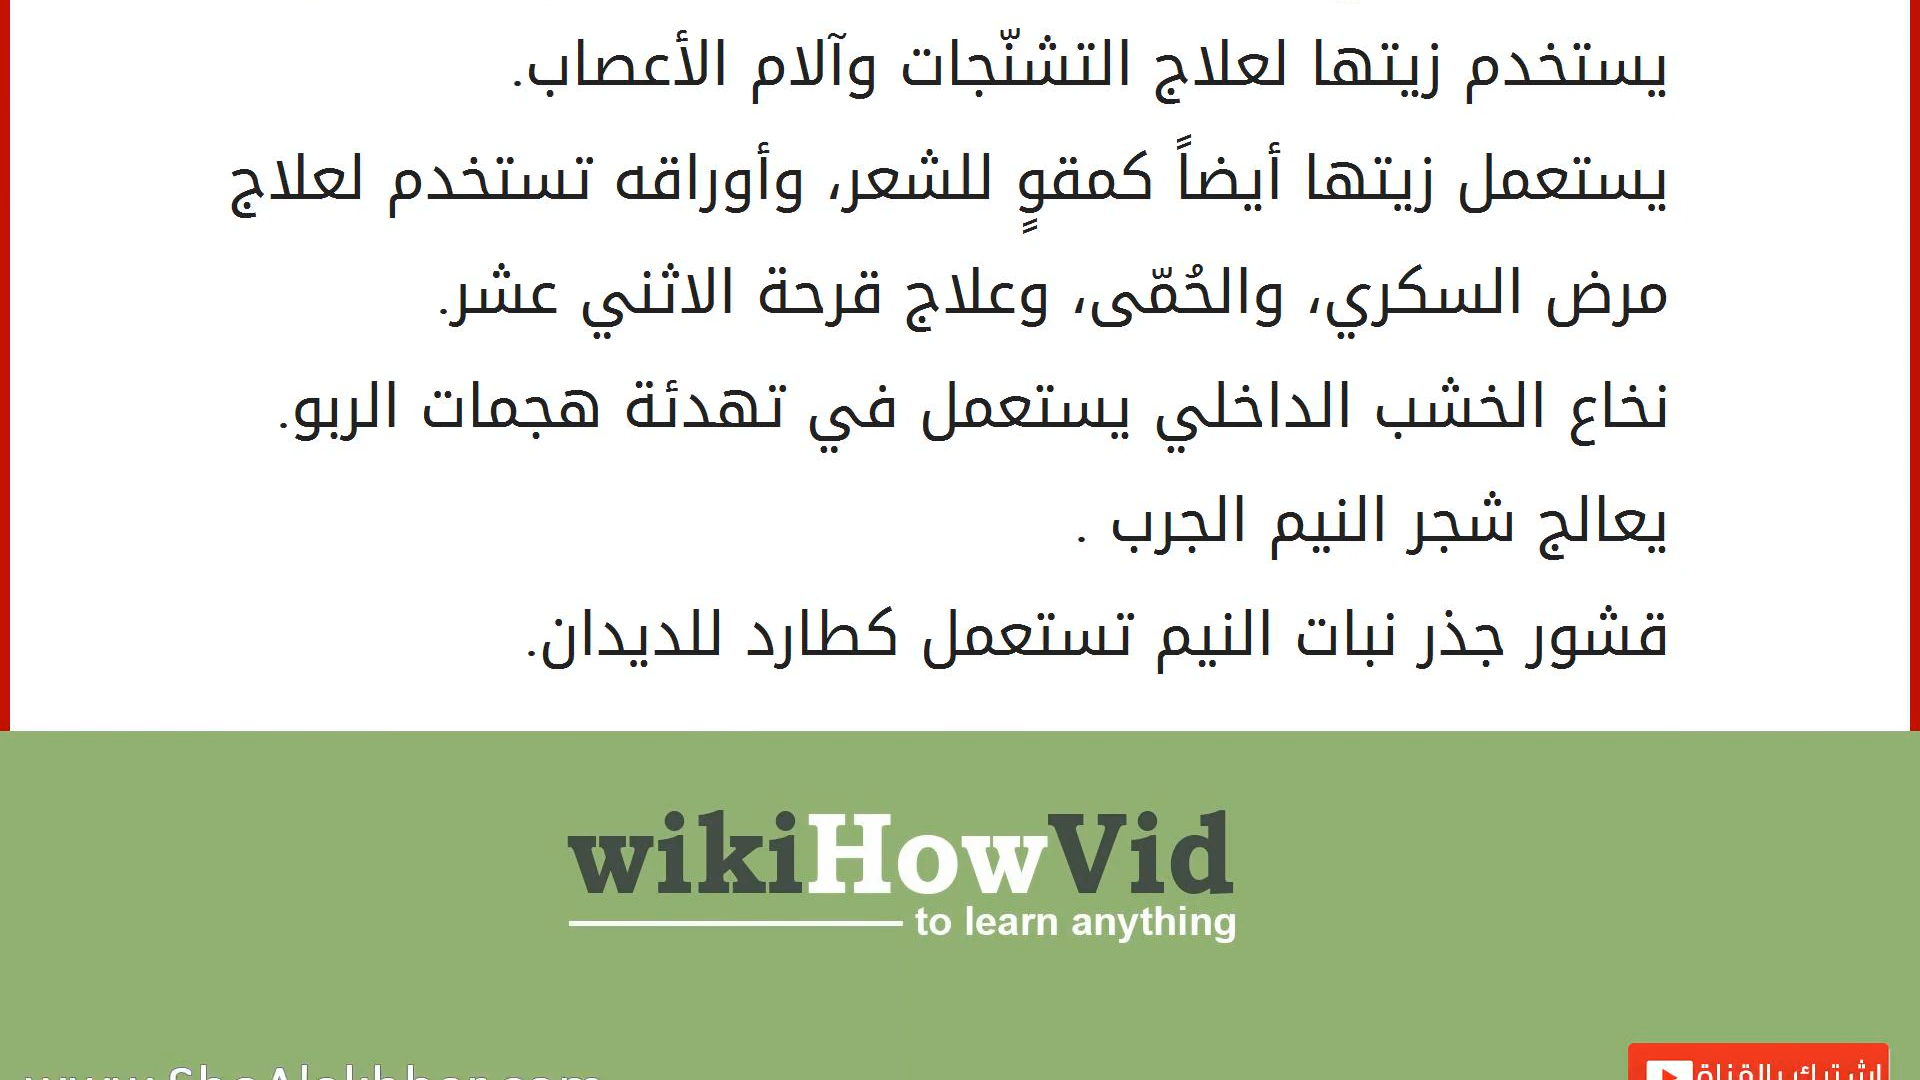 يستخدم زيتها لعلاج التشنّجات وآلام الأعصاب.
يستعمل زيتها أيضاً كمقوٍ للشعر، وأوراقه تستخدم لعلاج
مرض السكري، والحُمّى، وعلاج قرحة الاثني عشر.
نخاع الخشب الداخلي يستعمل في تهدئة هجمات الربو.
يعالج شجر النيم الجرب .
قشور جذر نبات النيم تستعمل كطارد للديدان.
wikiHowVid
to learn anything
اشترك بالقناة